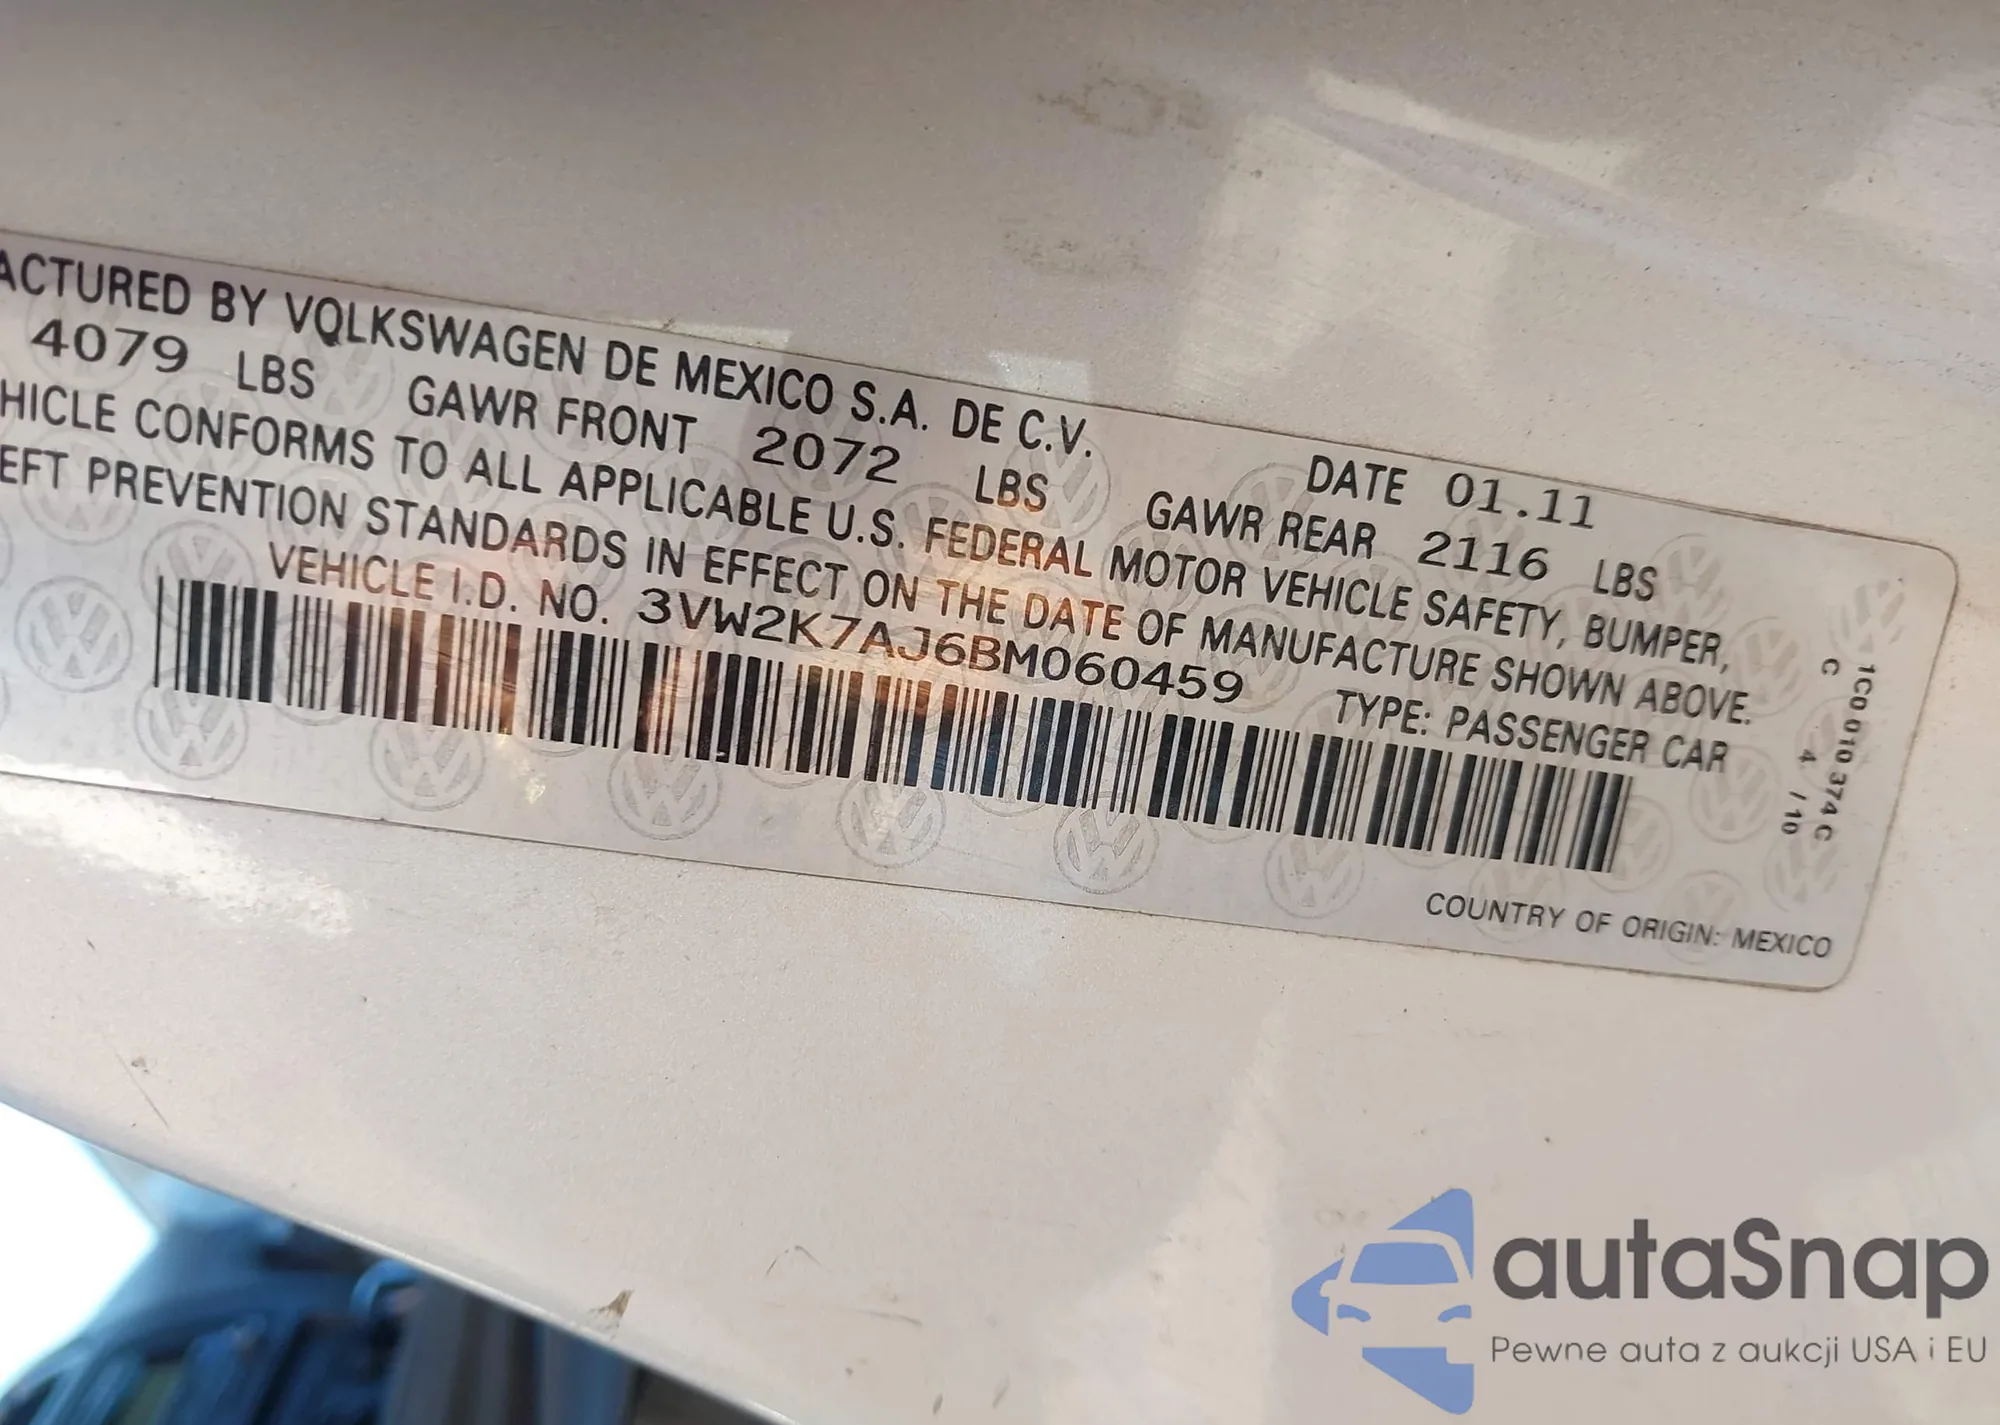 ACTURED BY VOLKSWAGEN DE MEXICO S.A. DE C.V. DATE 01.11
4079 LBS GAWR FRONT 2072 LBS GAWR REAR 2116 LBS
HICLE CONFORMS TO ALL APPLICABLE U.S. FEDERAL MOTOR VEHICLE SAFETY, BUMPER,
EFT PREVENTION STANDARDS IN EFFECT ON THE DATE OF MANUFACTURE SHOWN ABOVE.
VEHICLE I.D. NO. 3VW2K7AJ6BM060459 TYPE: PASSENGER CAR
COUNTRY OF ORIGIN: MEXICO
1C0 010 374 C
C 4 / 10
autaSnap
Pewne auta z aukcji USA i EU